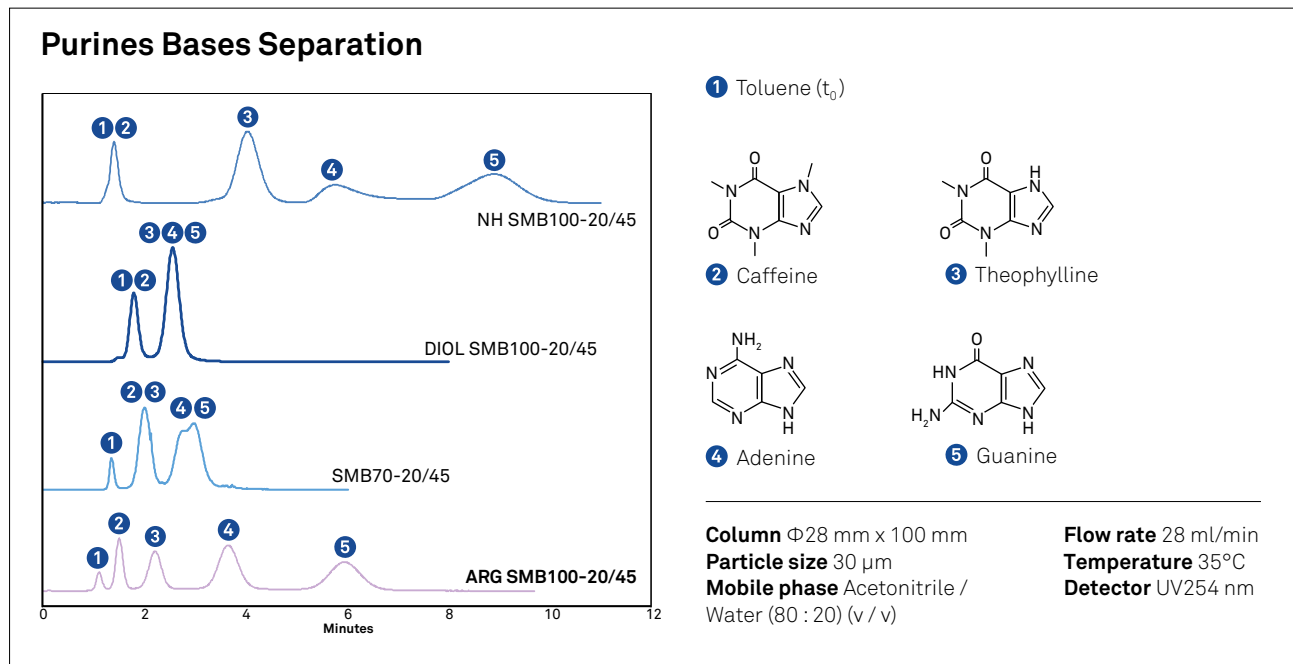 Purines Bases Separation
1 2
3
4
5
NH SMB100-20/45
3 4 5
1 2
DIOL SMB100-20/45
2 3
4 5
1
SMB70-20/45
1
2
3
4
5
ARG SMB100-20/45
0 2 4 6 8 10 12
Minutes
1 Toluene (t₀)
O
N
N
O
N
N
2 Caffeine
O
H
N
N
O
N
N
3 Theophylline
NH₂
N
N
N
N
H
4 Adenine
O
HN
N
H₂N
N
N
H
5 Guanine
Column Φ28 mm x 100 mm
Particle size 30 µm
Mobile phase Acetonitrile /
Water (80 : 20) (v / v)
Flow rate 28 ml/min
Temperature 35°C
Detector UV254 nm